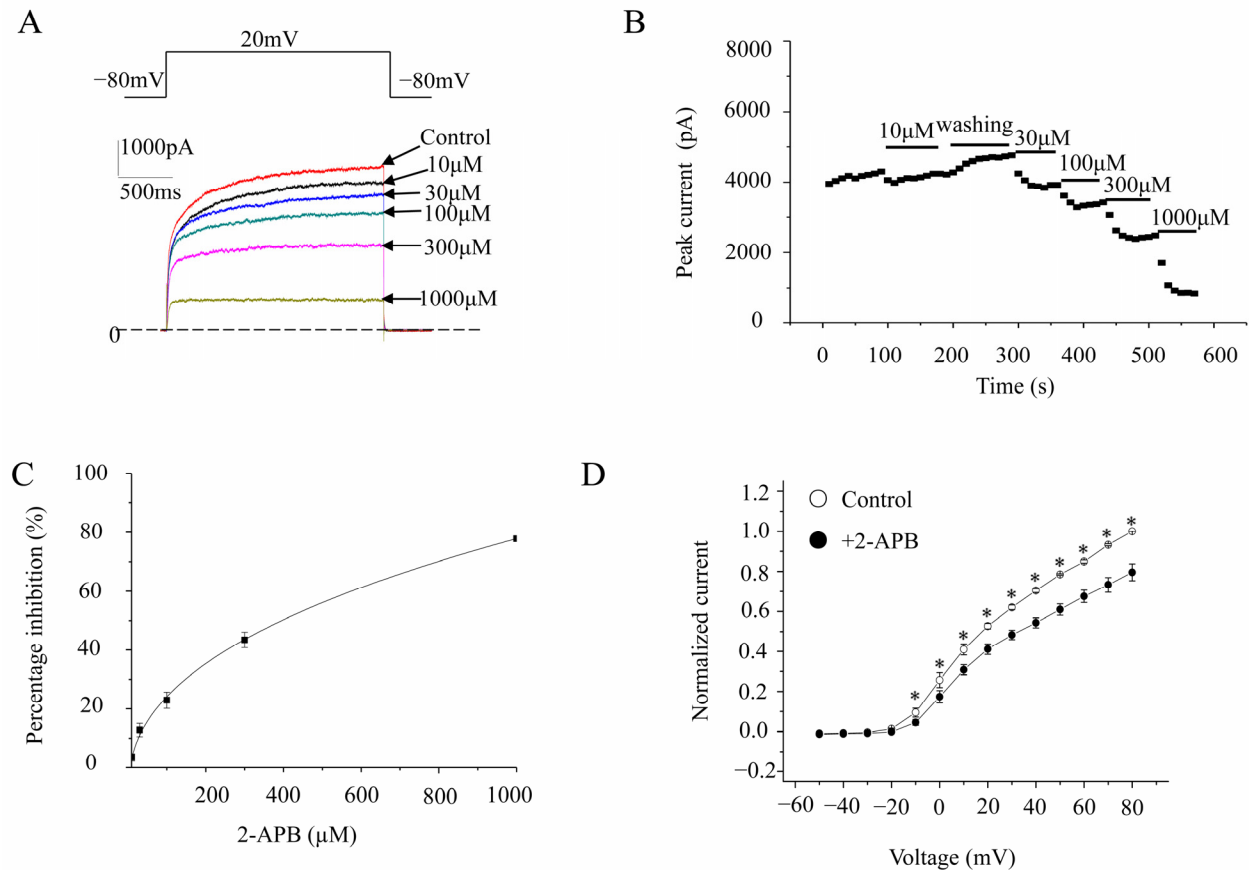 A
20mV
−80mV
−80mV
1000pA
500ms
Control
10µM
30µM
100µM
300µM
1000µM
0
B
8000
6000
4000
2000
0
Peak current (pA)
10µM
washing
30µM
100µM
300µM
1000µM
0
100
200
300
400
500
600
Time (s)
C
100
80
60
40
20
0
Percentage inhibition (%)
200
400
600
800
1000
2-APB (µM)
D
1.2
1.0
0.8
0.6
0.4
0.2
0.0
−0.2
Normalized current
Control
+2-APB
* * * * * * * * * *
−60
−40
−20
0
20
40
60
80
Voltage (mV)